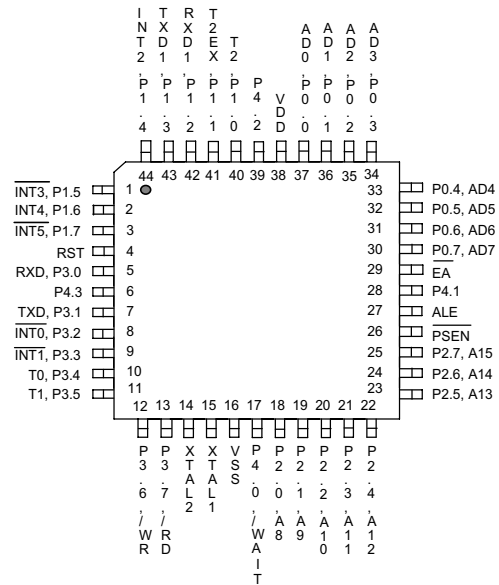 INT2,P1.4
TXD1,P1.3
RXD1,P1.2
T2EX,P1.1
T2,P1.0
P4.2
VDD
AD0,P0.0
AD1,P0.1
AD2,P0.2
AD3,P0.3
44 43 42 41 40 39 38 37 36 35 34
INT3, P1.5 1
INT4, P1.6 2
INT5, P1.7 3
RST 4
RXD, P3.0 5
P4.3 6
TXD, P3.1 7
INT0, P3.2 8
INT1, P3.3 9
T0, P3.4 10
T1, P3.5 11
33 P0.4, AD4
32 P0.5, AD5
31 P0.6, AD6
30 P0.7, AD7
29 EA
28 P4.1
27 ALE
26 PSEN
25 P2.7, A15
24 P2.6, A14
23 P2.5, A13
12 13 14 15 16 17 18 19 20 21 22
P3.6,/WR
P3.7,/RD
XTAL2
XTAL1
VSS
P4.0,/WAIT
P2.0,A8
P2.1,A9
P2.2,A10
P2.3,A11
P2.4,A12